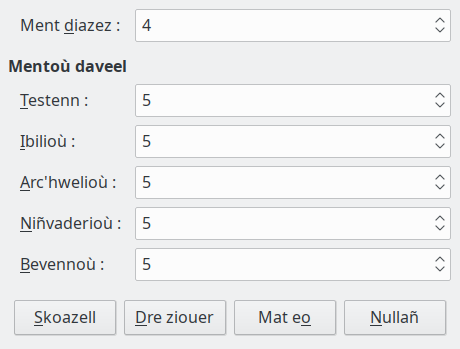 Ment diazez : 4
Mentoù daveel
Testenn : 5
Ibilioù : 5
Arc'hwelioù : 5
Niñvaderioù : 5
Bevennoù : 5
Skoazell Dre ziouer Mat eo Nullañ